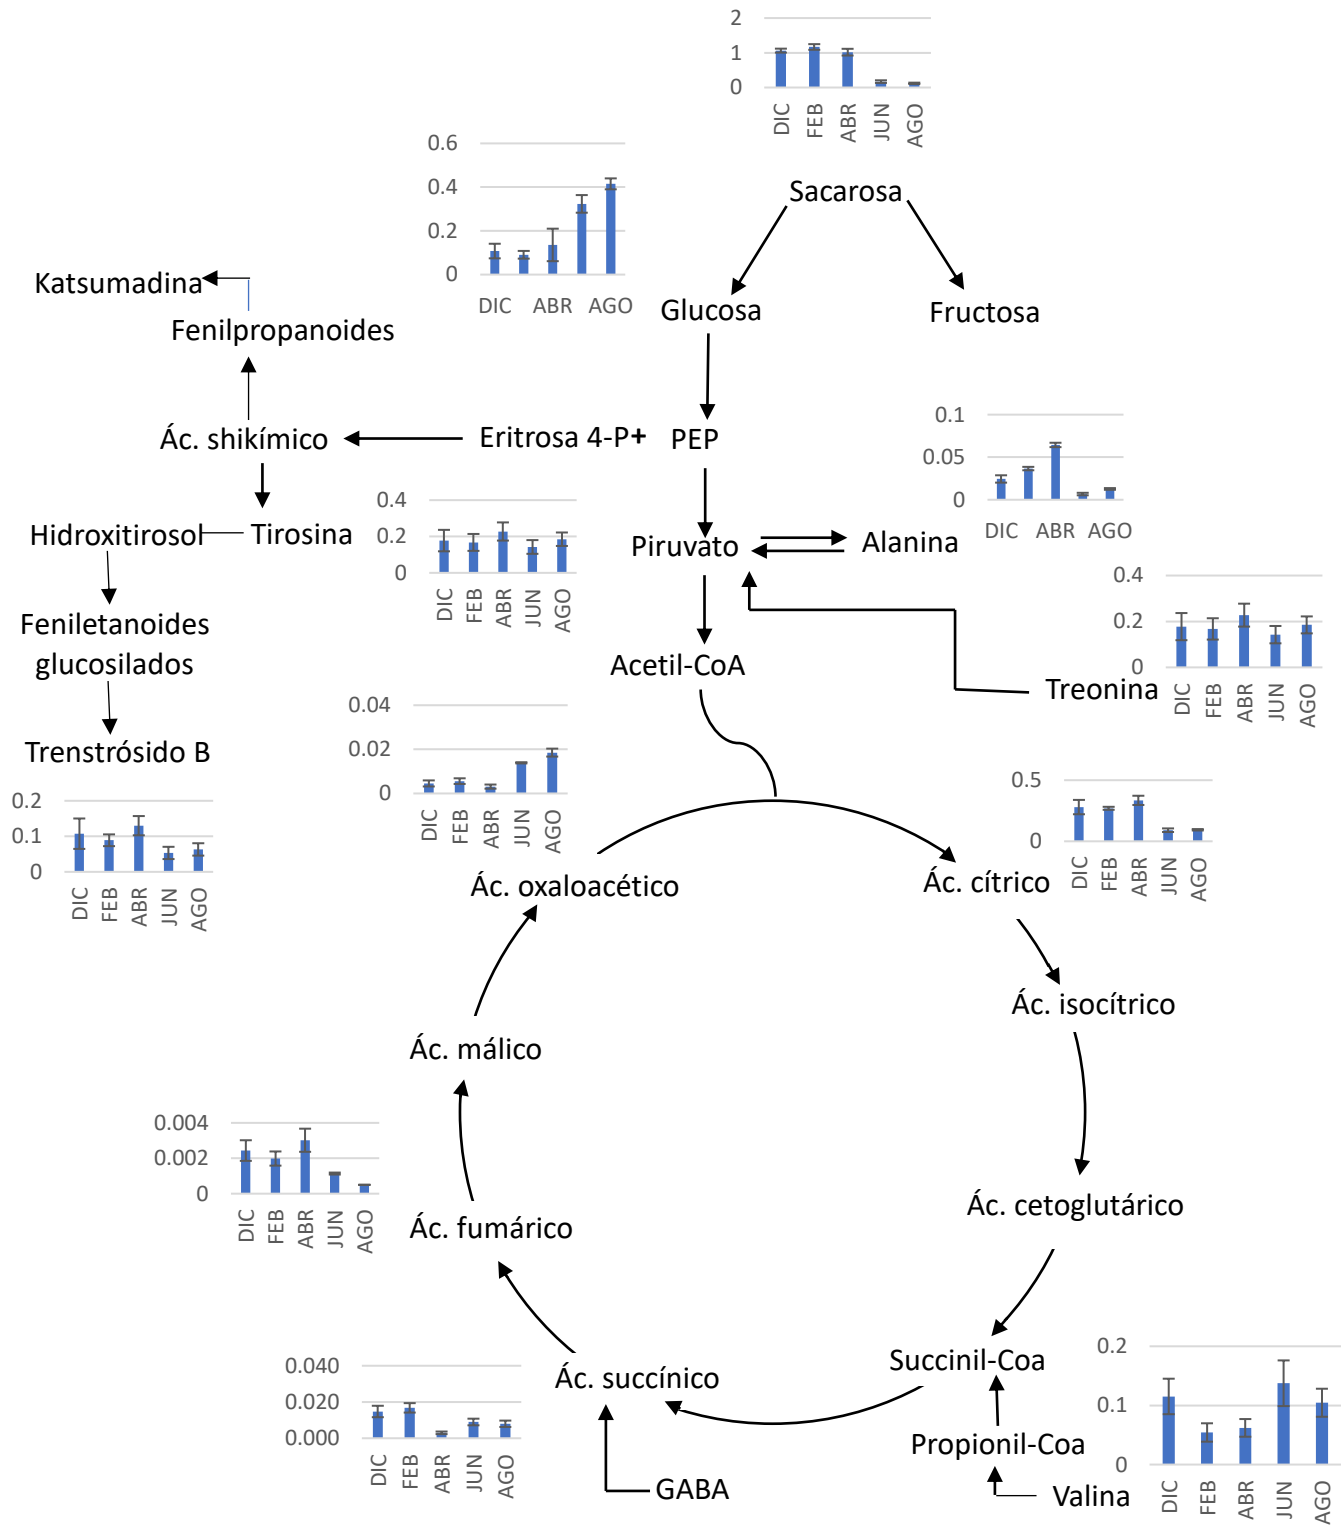 2
1
0
DIC
FEB
ABR
JUN
AGO
Sacarosa
0.6
0.4
0.2
0
DIC ABR AGO
Katsumadina
Fenilpropanoides
Glucosa
Fructosa
Ác. shikímico
Eritrosa 4-P+ PEP
0.1
0.05
0
DIC ABR AGO
Hidroxitirosol
Tirosina
0.4
0.2
0
DIC
FEB
ABR
JUN
AGO
Piruvato
Alanina
Feniletanoides
glucosilados
Acetil-CoA
Treonina
0.4
0.2
0
DIC
FEB
ABR
JUN
AGO
Trenstrósido B
0.2
0.1
0
DIC
FEB
ABR
JUN
AGO
0.04
0.02
0
DIC
FEB
ABR
JUN
AGO
Ác. oxaloacético
Ác. cítrico
0.5
0
DIC
FEB
ABR
JUN
AGO
Ác. isocítrico
Ác. málico
0.004
0.002
0
DIC
FEB
ABR
JUN
AGO
Ác. fumárico
Ác. cetoglutárico
0.040
0.020
0.000
DIC
FEB
ABR
JUN
AGO
Ác. succínico
Succinil-Coa
Propionil-Coa
GABA
Valina
0.2
0.1
0
DIC
FEB
ABR
JUN
AGO